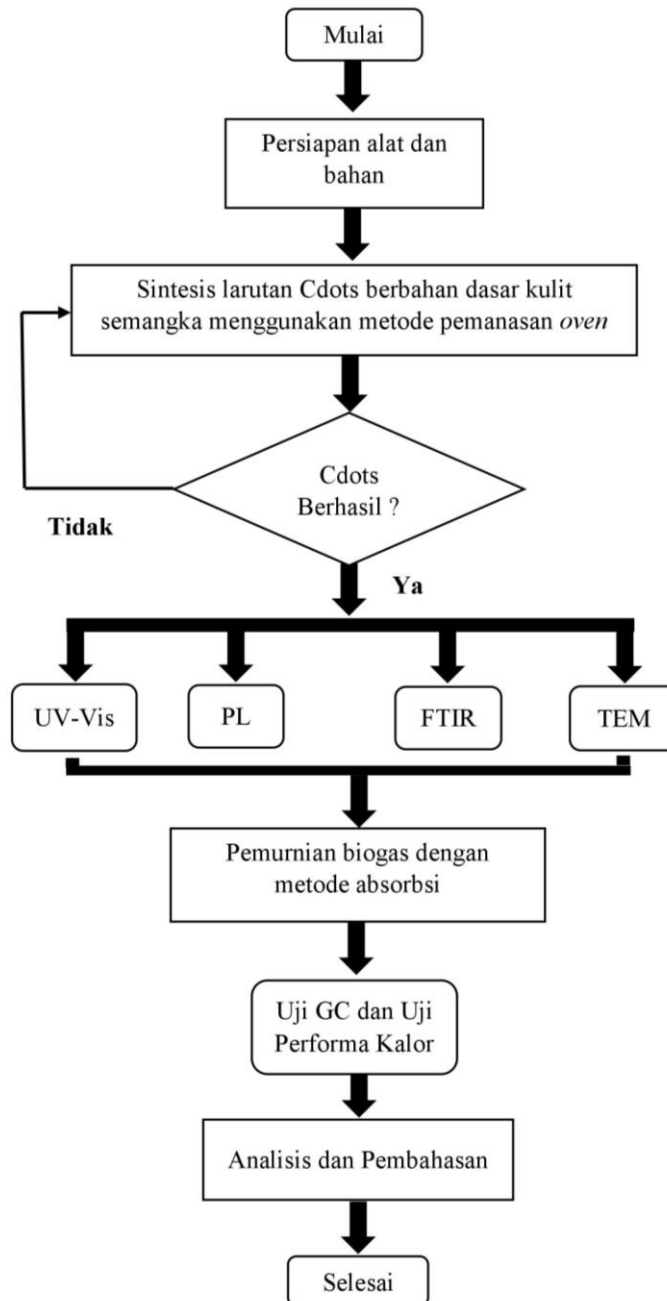 Mulai
Persiapan alat dan
bahan
Sintesis larutan Cdots berbahan dasar kulit
semangka menggunakan metode pemanasan oven
Cdots
Berhasil ?
Tidak
Ya
UV-Vis
PL
FTIR
TEM
Pemurnian biogas dengan
metode absorbsi
Uji GC dan Uji
Performa Kalor
Analisis dan Pembahasan
Selesai